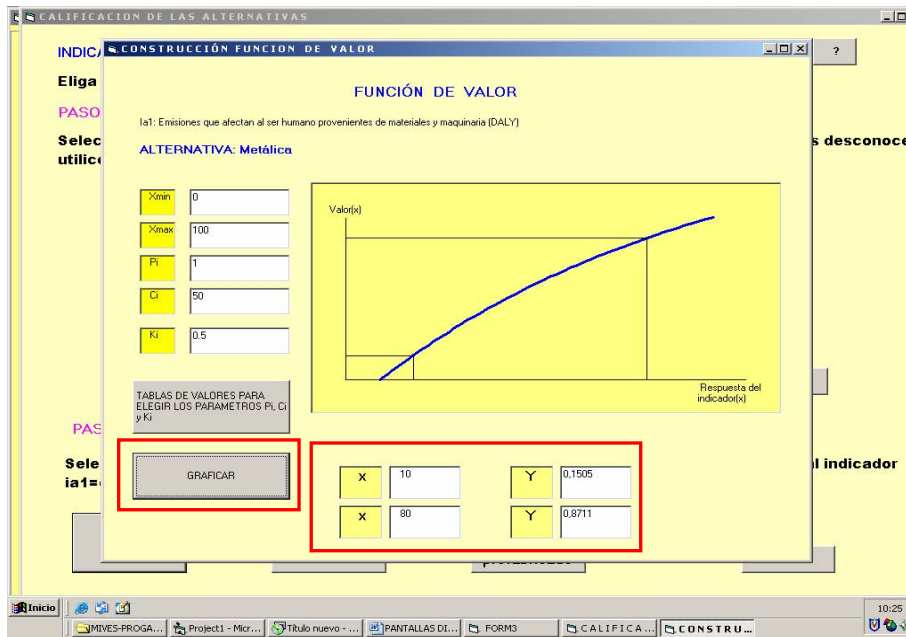 CALIFICACION DE LAS ALTERNATIVAS
CONSTRUCCIÓN FUNCION DE VALOR
INDICA
?
Eliga
FUNCIÓN DE VALOR
PASO
Ia1: Emisiones que afectan al ser humano provenientes de materiales y maquinaria (DALY)
Selec
s desconoce
utilice
ALTERNATIVA: Metálica
Xmin 0
Xmax 100
Pi 1
Ci 50
Ki 0.5
Valor(x)
Respuesta del
indicador(x)
TABLAS DE VALORES PARA
ELEGIR LOS PARAMETROS Pi, Ci
y Ki
PAS
GRAFICAR
Sele
l indicador
ia1=
X 10 Y 0,1505
X 80 Y 0,8711
Inicio
10:25
MIVES-PROGA...
Project1 - Micr...
Título nuevo - ...
PANTALLAS DI...
FORM3
CALIFICA...
CONSTRU...